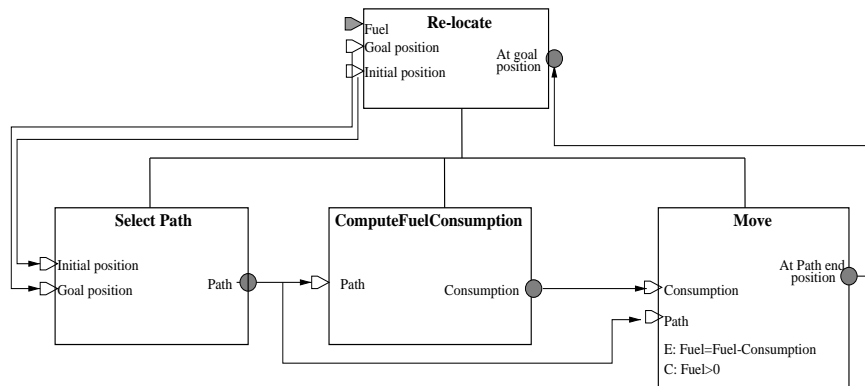 Re-locate
Fuel
Goal position
Initial position
At goal
position
Select Path
Initial position
Goal position
Path
ComputeFuelConsumption
Path
Consumption
Move
At Path end
position
Consumption
Path
E: Fuel=Fuel-Consumption
C: Fuel>0